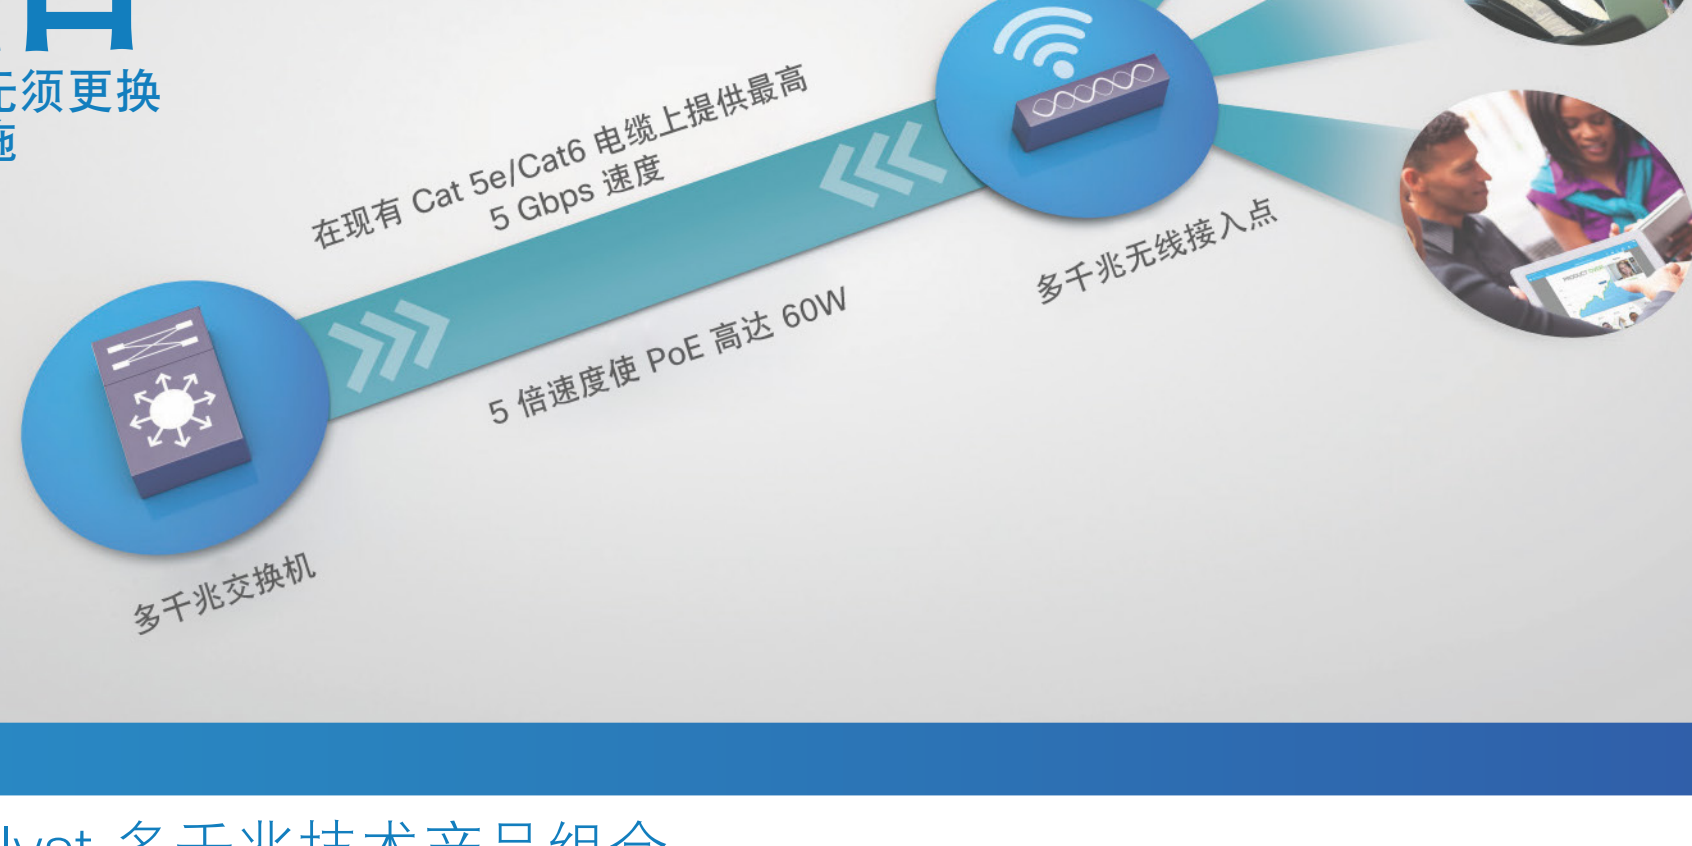 无须更换
施
在现有 Cat 5e/Cat6 电缆上提供最高
5 Gbps 速度
5 倍速度使 PoE 高达 60W
多千兆无线接入点
多千兆交换机
lyst 多千兆技术产品组合